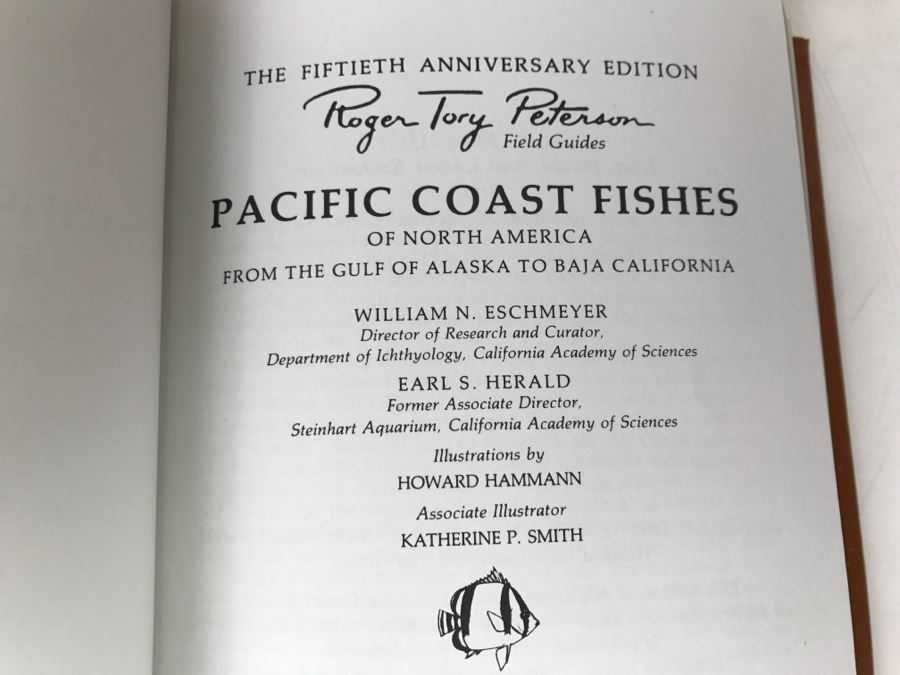 THE FIFTIETH ANNIVERSARY EDITION
Roger Tory Peterson
Field Guides
PACIFIC COAST FISHES
OF NORTH AMERICA
FROM THE GULF OF ALASKA TO BAJA CALIFORNIA
WILLIAM N. ESCHMEYER
Director of Research and Curator,
Department of Ichthyology, California Academy of Sciences
EARL S. HERALD
Former Associate Director,
Steinhart Aquarium, California Academy of Sciences
Illustrations by
HOWARD HAMMANN
Associate Illustrator
KATHERINE P. SMITH